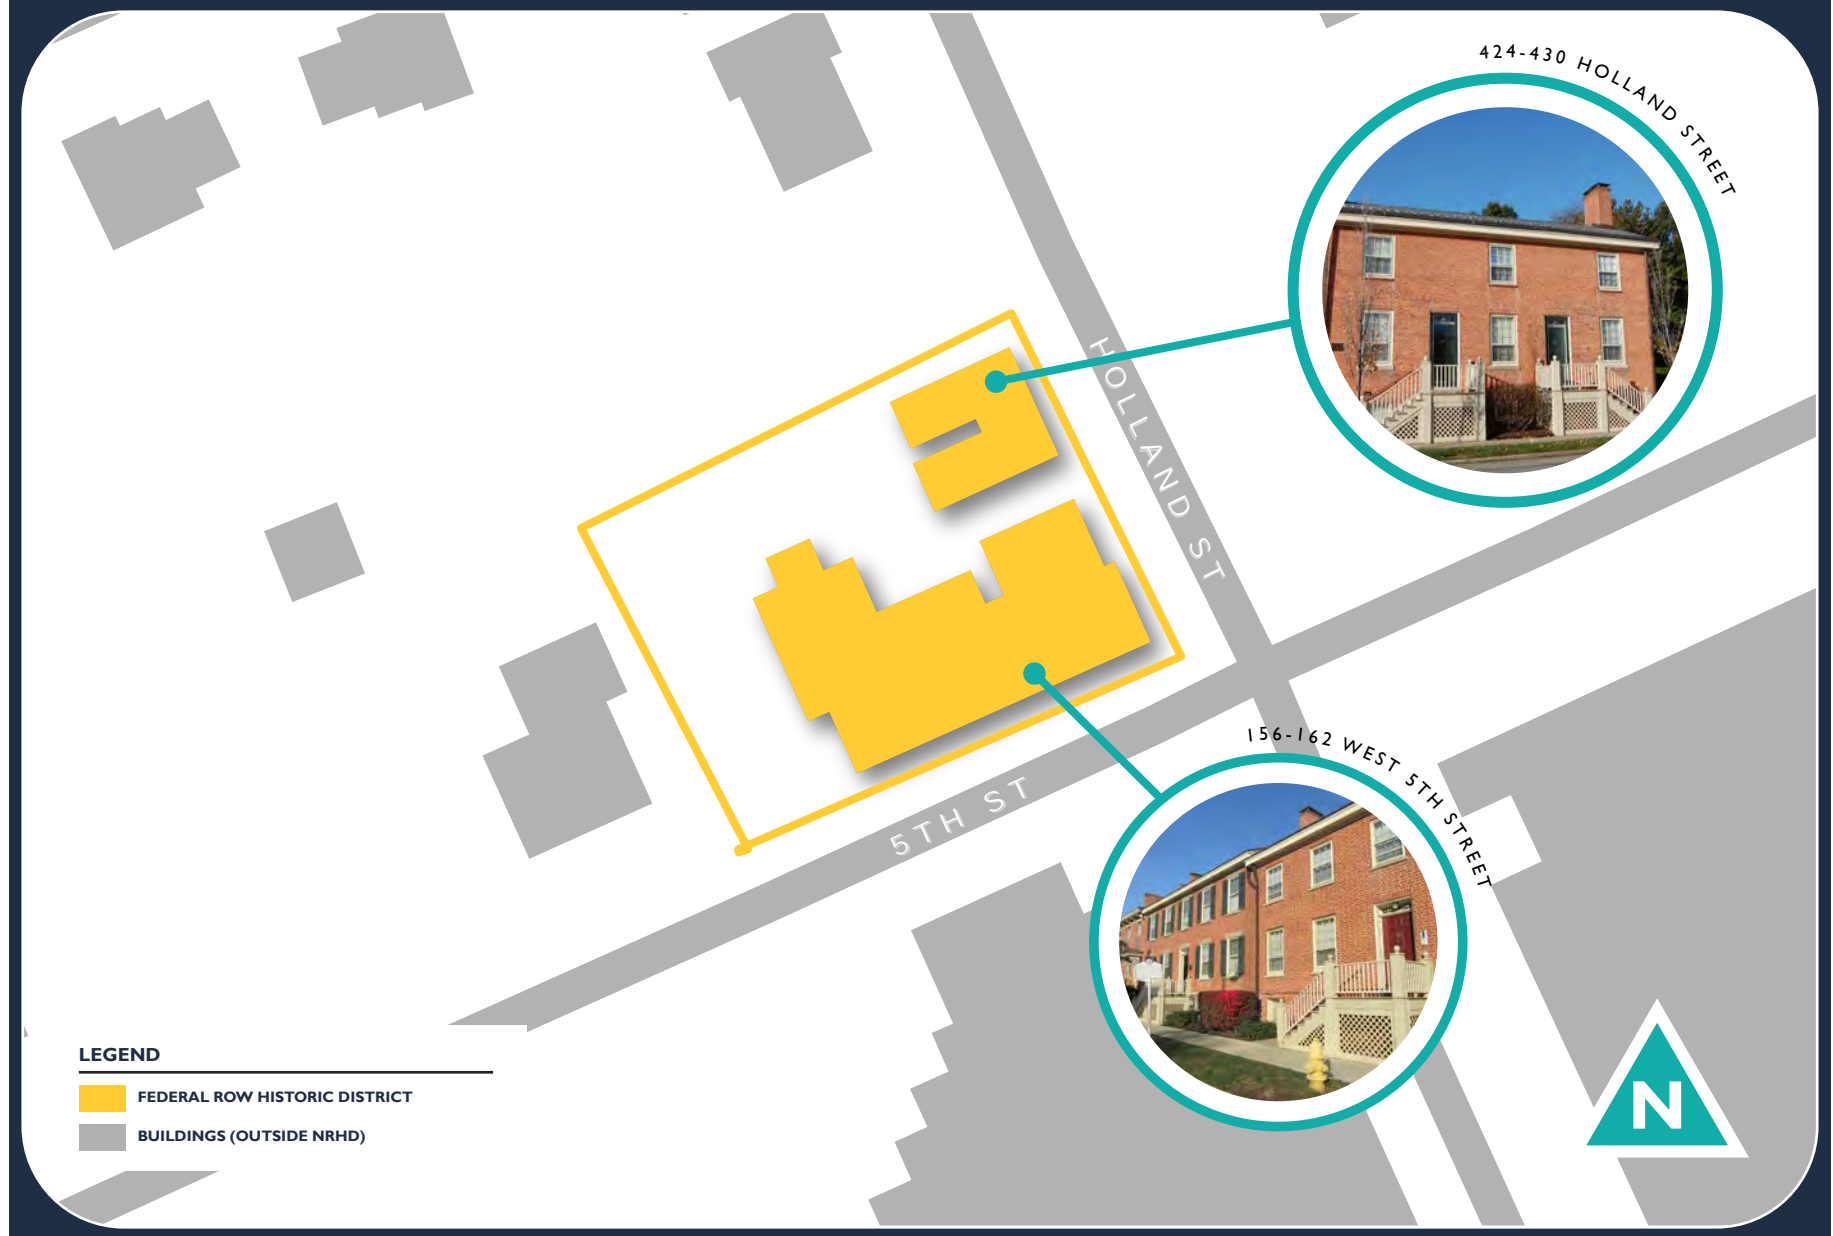 424-430 HOLLAND STREET
HOLLAND ST
156-162 WEST 5TH STREET
5TH ST
LEGEND
FEDERAL ROW HISTORIC DISTRICT
BUILDINGS (OUTSIDE NRHD)
N